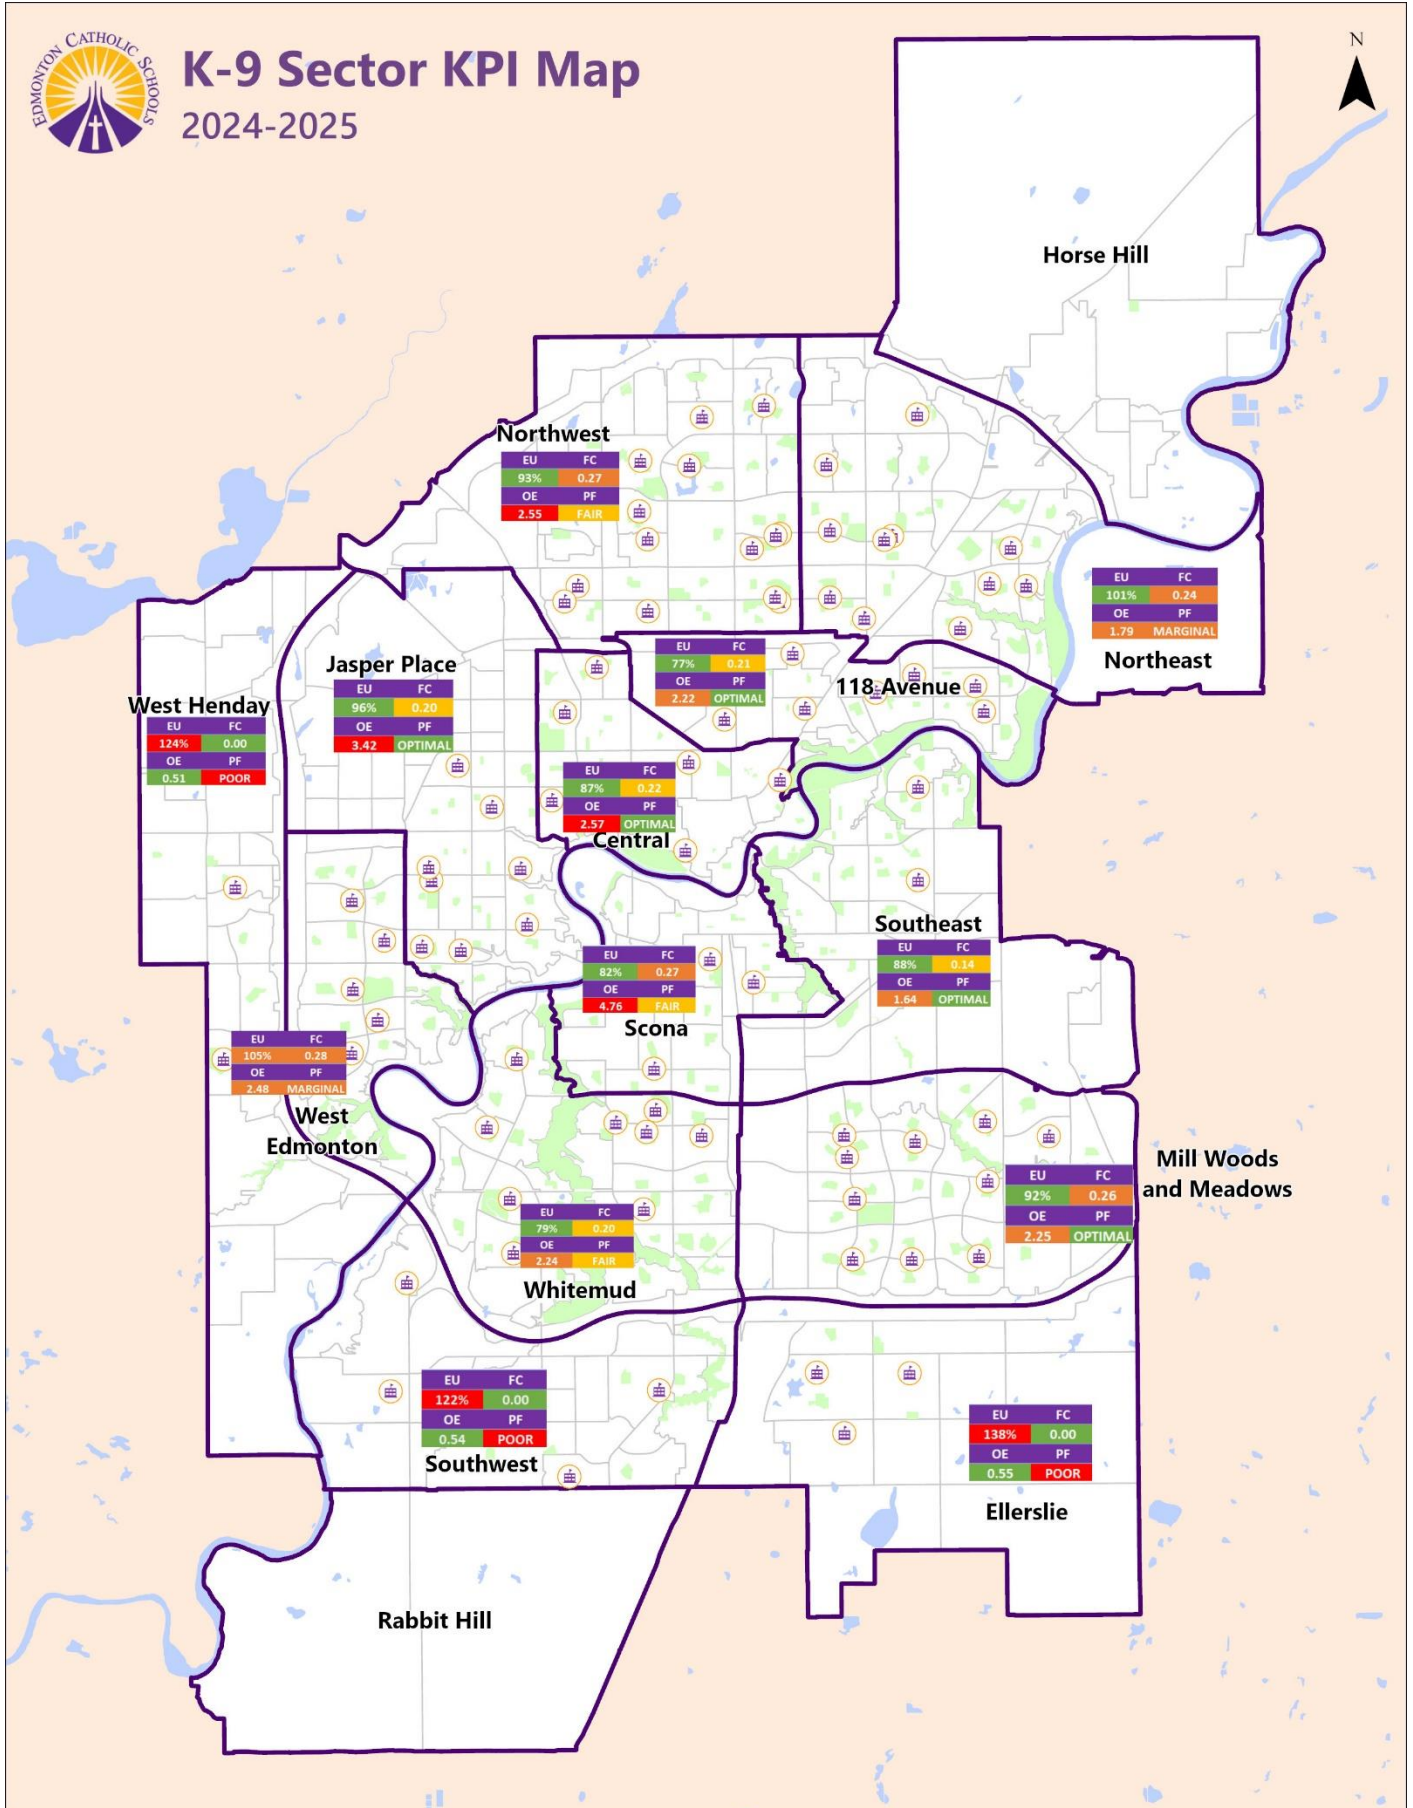 EDMONTON CATHOLIC SCHOOLS
K-9 Sector KPI Map
2024-2025
N
Horse Hill
Northwest
EU FC
93% 0.27
OE PF
2.55 FAIR
EU FC
101% 0.24
OE PF
1.79 MARGINAL
Northeast
EU FC
77% 0.21
OE PF
2.22 OPTIMAL
118 Avenue
Jasper Place
EU FC
96% 0.20
OE PF
3.42 OPTIMAL
West Henday
EU FC
124% 0.00
OE PF
0.51 POOR
EU FC
87% 0.22
OE PF
2.57 OPTIMAL
Central
Southeast
EU FC
88% 0.14
OE PF
1.64 OPTIMAL
EU FC
82% 0.27
OE PF
4.76 FAIR
Scona
EU FC
105% 0.28
OE PF
2.48 MARGINAL
West
Edmonton
Mill Woods
and Meadows
EU FC
92% 0.26
OE PF
2.25 OPTIMAL
EU FC
79% 0.20
OE PF
2.24 FAIR
Whitemud
EU FC
122% 0.00
OE PF
0.54 POOR
Southwest
EU FC
138% 0.00
OE PF
0.55 POOR
Ellerslie
Rabbit Hill